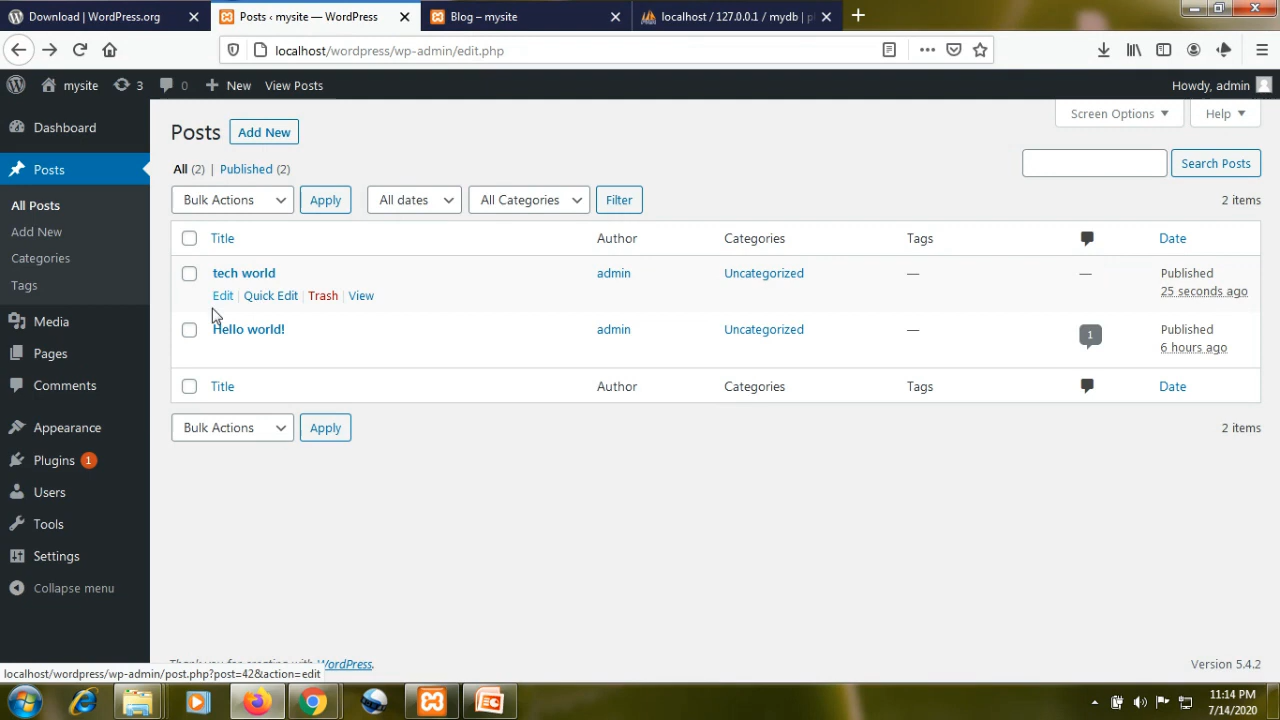 Download | WordPress.org
Posts ‹ mysite — WordPress
Blog – mysite
localhost / 127.0.0.1 / mydb | p
localhost/wordpress/wp-admin/edit.php
mysite
3
0
New
View Posts
Howdy, admin
Dashboard
Posts
All Posts
Add New
Categories
Tags
Media
Pages
Comments
Appearance
Plugins 1
Users
Tools
Settings
Collapse menu
Screen Options
Help
Posts
Add New
All (2) | Published (2)
Search Posts
Bulk Actions
Apply
All dates
All Categories
Filter
2 items
Title
Author
Categories
Tags
Date
tech world
admin
Uncategorized
—
—
Published
25 seconds ago
Edit | Quick Edit | Trash | View
Hello world!
admin
Uncategorized
—
1
Published
6 hours ago
Title
Author
Categories
Tags
Date
Bulk Actions
Apply
2 items
Thank you for creating with WordPress.
Version 5.4.2
localhost/wordpress/wp-admin/post.php?post=42&action=edit
11:14 PM
7/14/2020